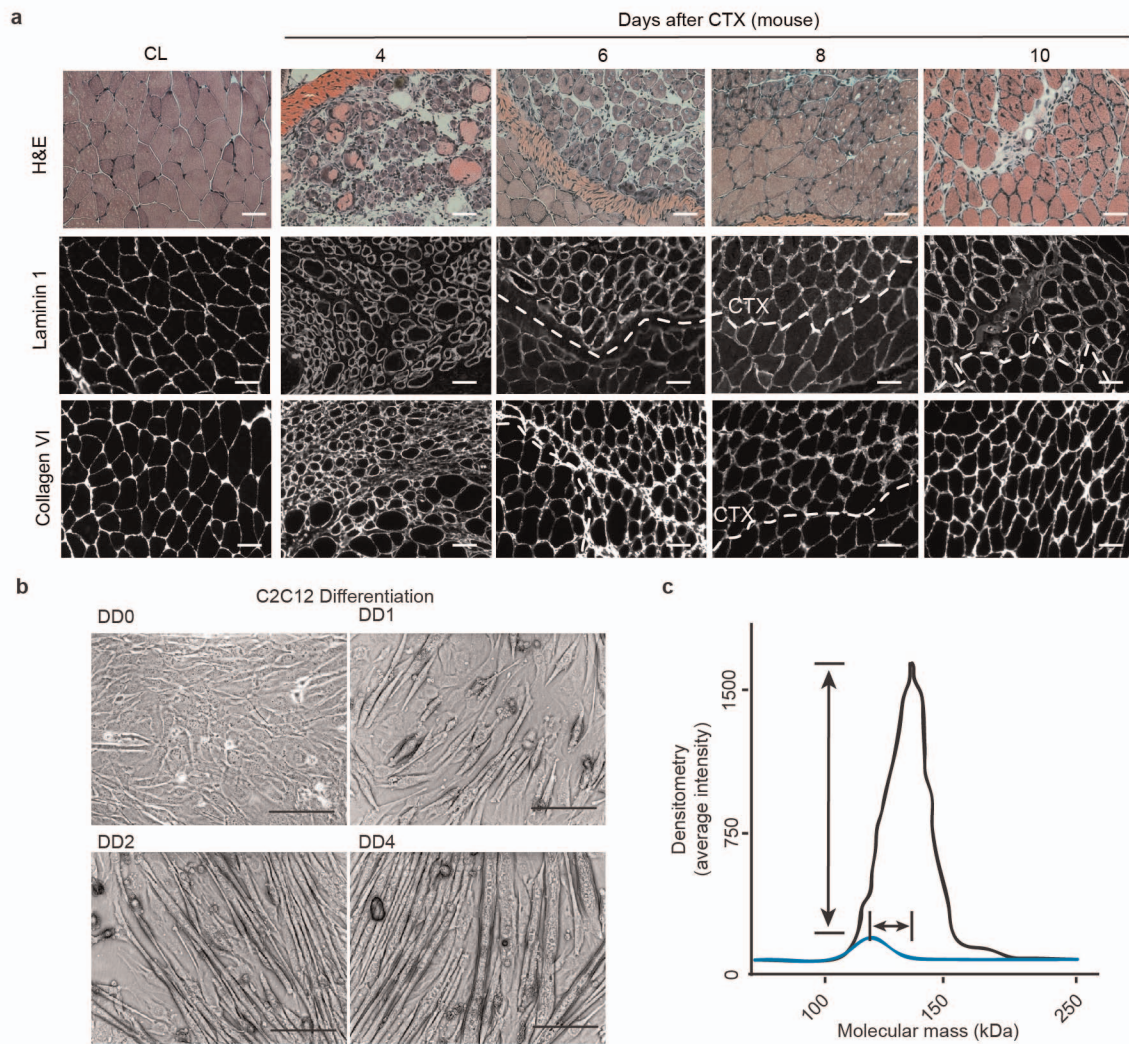 a
Days after CTX (mouse)
CL
4
6
8
10
H&E
Laminin 1
CTX
Collagen VI
CTX
b
C2C12 Differentiation
DD0
DD1
DD2
DD4
c
Densitometry
(average intensity)
1500
750
0
100
150
250
Molecular mass (kDa)